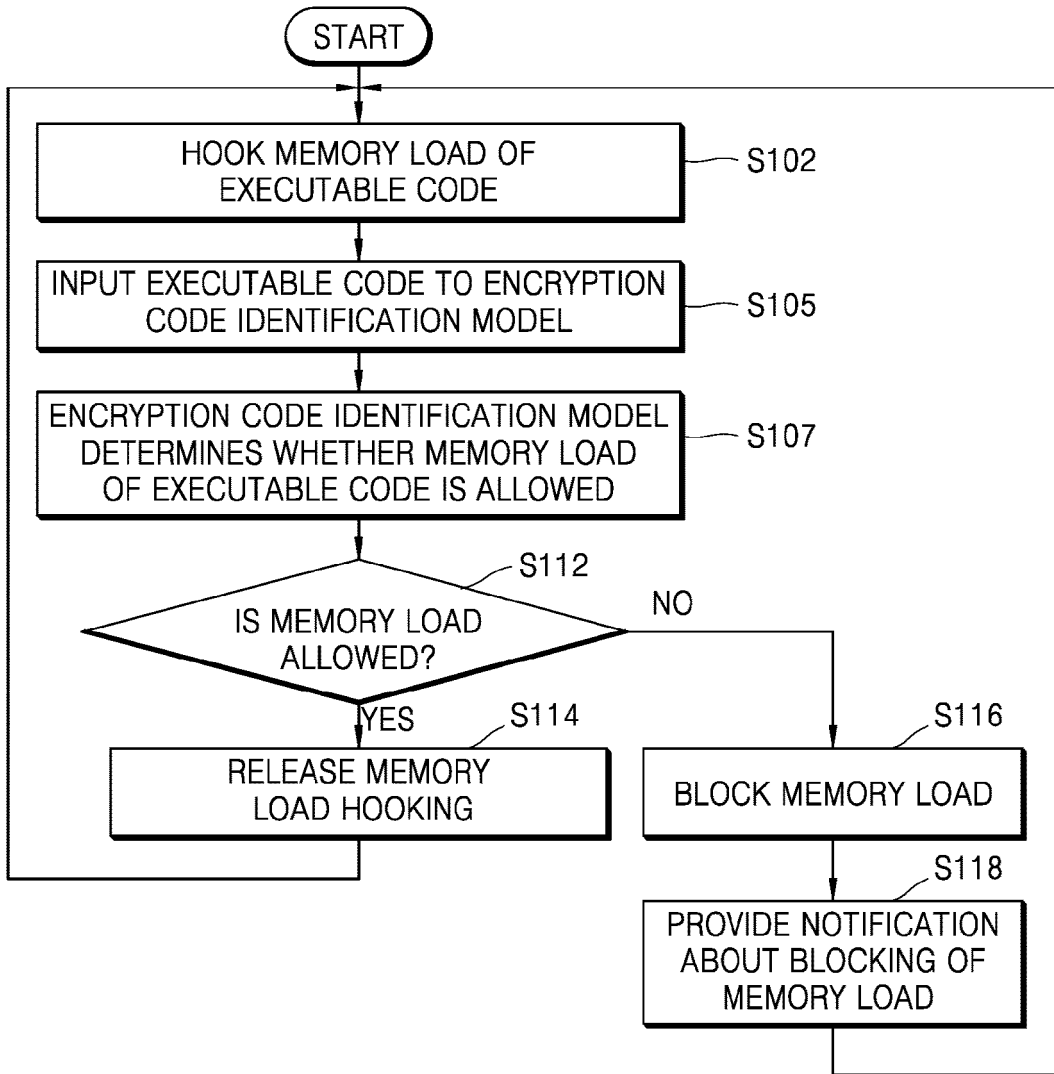 START
HOOK MEMORY LOAD OF
EXECUTABLE CODE
S102
INPUT EXECUTABLE CODE TO ENCRYPTION
CODE IDENTIFICATION MODEL
S105
ENCRYPTION CODE IDENTIFICATION MODEL
DETERMINES WHETHER MEMORY LOAD
OF EXECUTABLE CODE IS ALLOWED
S107
S112
IS MEMORY LOAD
ALLOWED?
NO
YES
S114
RELEASE MEMORY
LOAD HOOKING
S116
BLOCK MEMORY LOAD
S118
PROVIDE NOTIFICATION
ABOUT BLOCKING OF
MEMORY LOAD